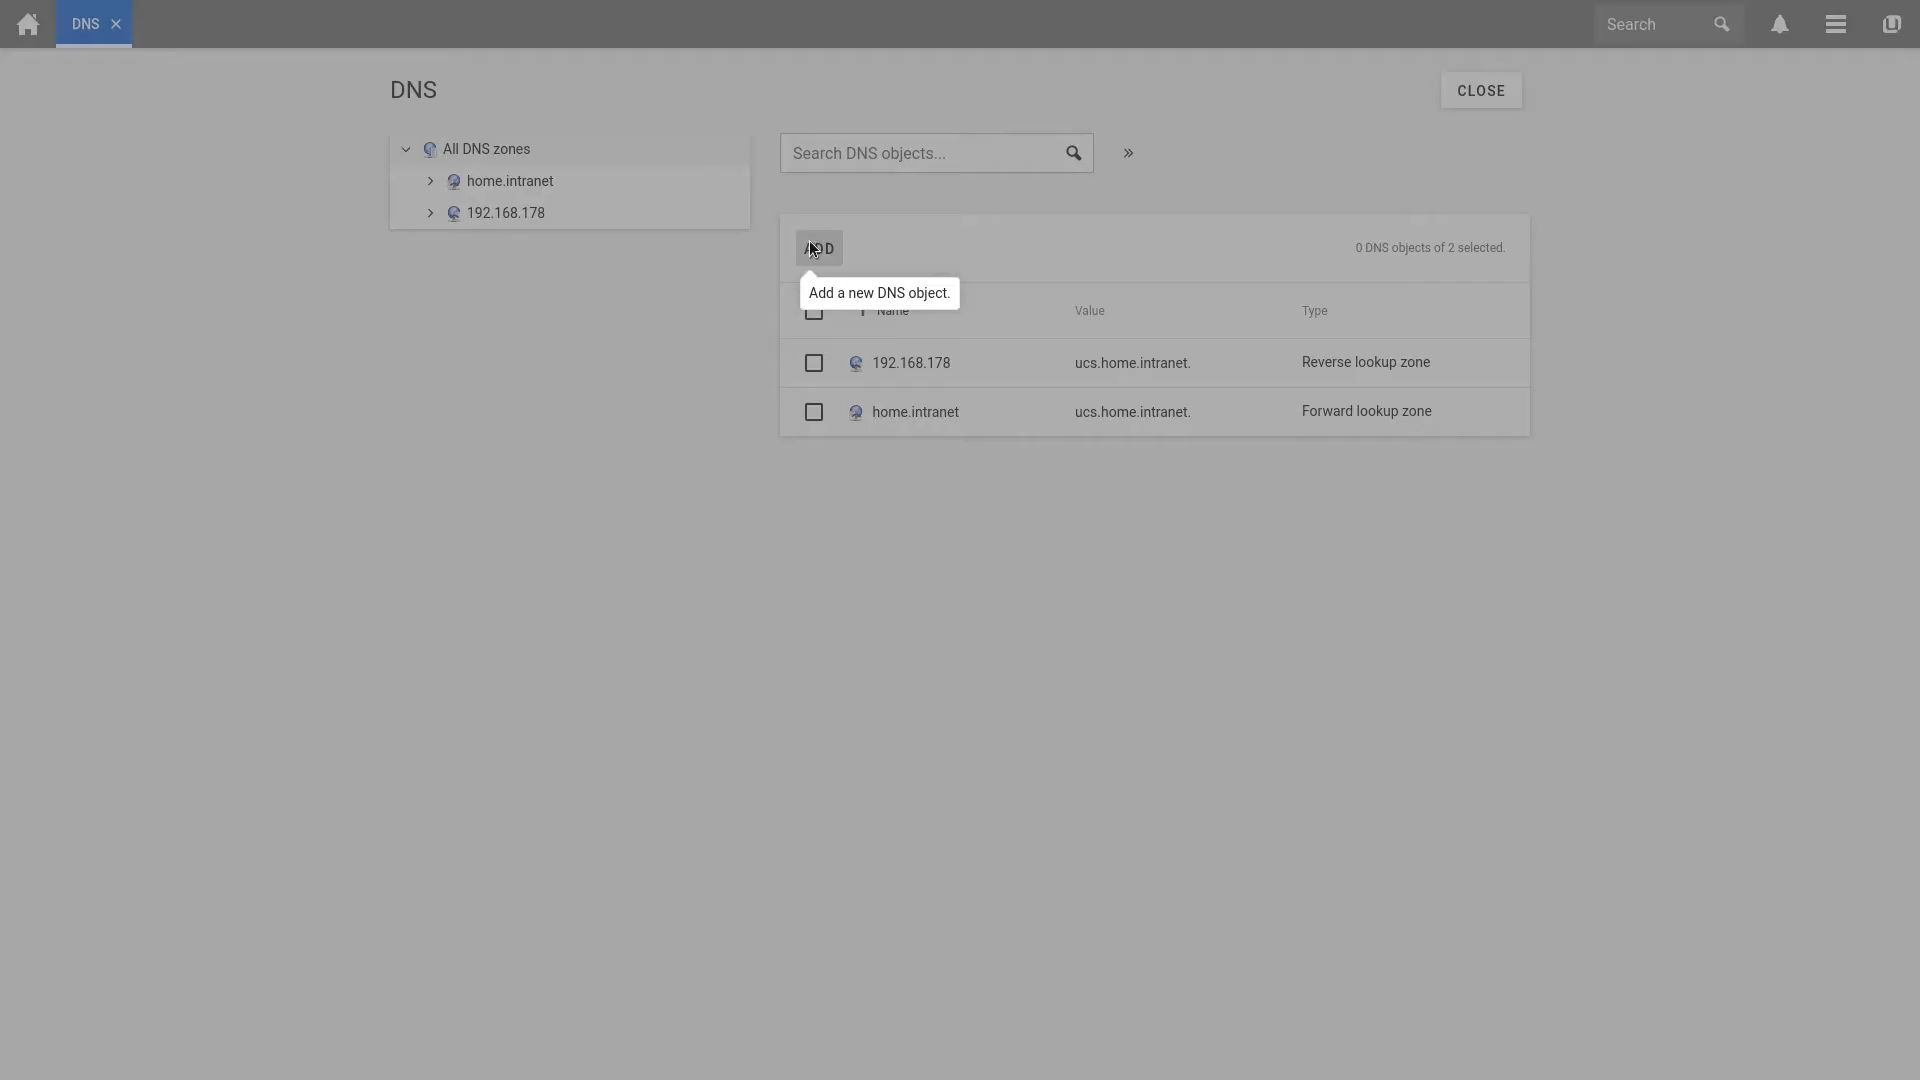 DNS
Search
DNS
CLOSE
All DNS zones
home.intranet
192.168.178
Search DNS objects...
ADD
0 DNS objects of 2 selected.
Add a new DNS object.
Name
Value
Type
192.168.178
ucs.home.intranet.
Reverse lookup zone
home.intranet
ucs.home.intranet.
Forward lookup zone